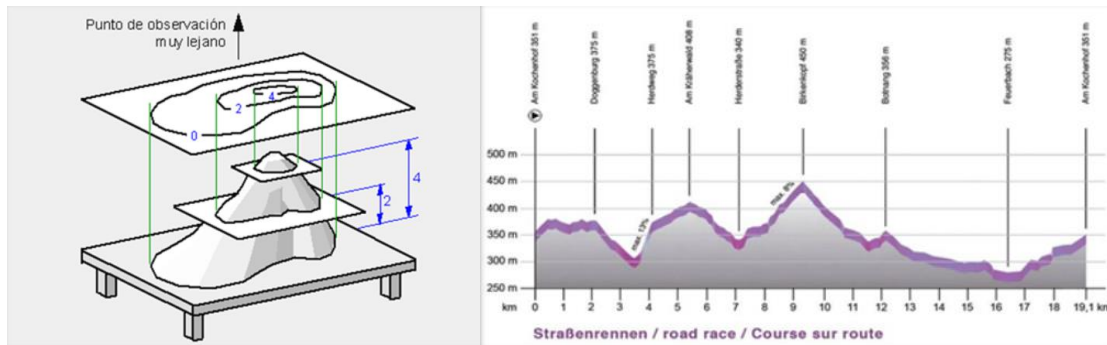 Punto de observación
muy lejano
4
2
0
4
2
Am Kochenhof 351 m
Doggenburg 375 m
Herdweg 375 m
Am Kräherwald 408 m
Herderstraße 340 m
Birkenkopf 450 m
Botnang 356 m
Feuerbach 275 m
Am Kochenhof 351 m
500 m
450 m
400 m
350 m
300 m
250 m
max. 13%
max. 8%
km 0 1 2 3 4 5 6 7 8 9 10 11 12 13 14 15 16 17 18 19,1 km
Straßenrennen / road race / Course sur route